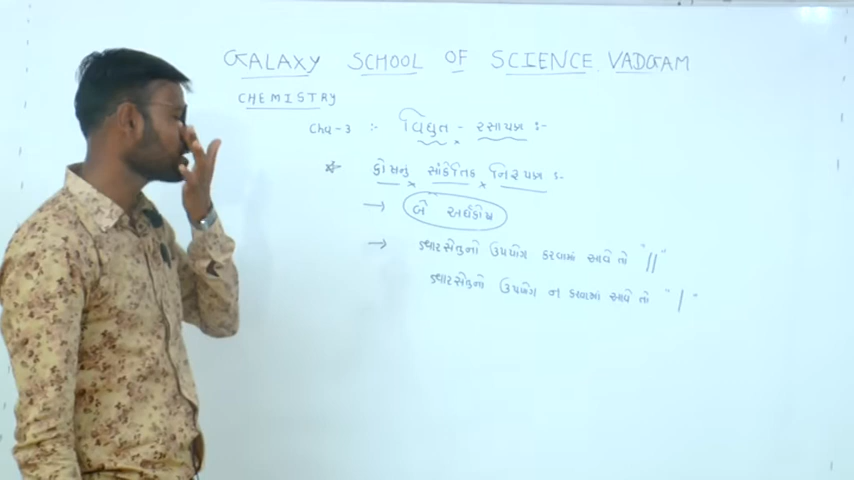 GALAXY SCHOOL OF SCIENCE VADGAM
CHEMISTRY
Cha-3 :- વિદ્યુત - રસાયણ :-
* કોષનું સાંકેતિક નિરૂપણ :-
→ બે અર્ધકોષ
→ ક્ષારસેતુનો ઉપયોગ કરવામાં આવે તો "||"
ક્ષારસેતુનો ઉપયોગ ન કરવામાં આવે તો "|"